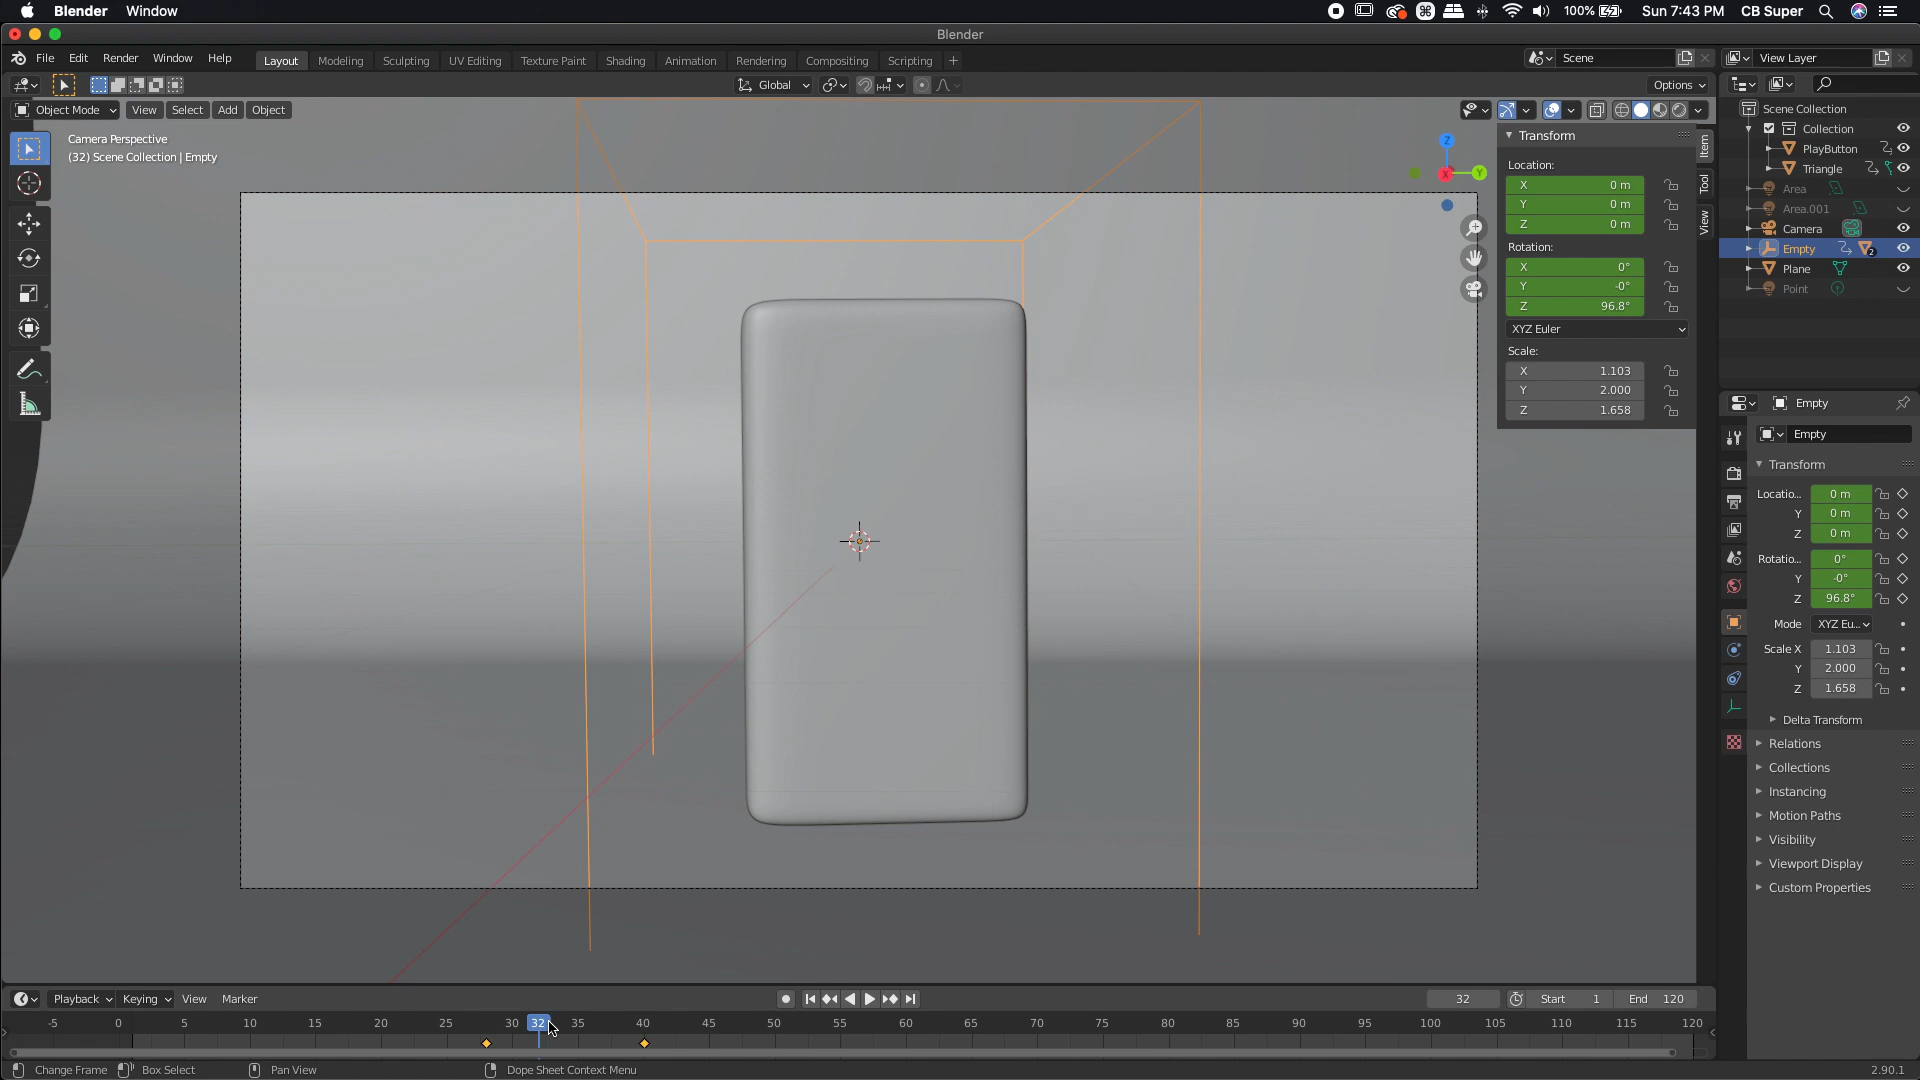 Blender Window 100% Sun 7:43 PM CB Super
Blender
File Edit Render Window Help Layout Modeling Sculpting UV Editing Texture Paint Shading Animation Rendering Compositing Scripting + Scene View Layer
Global Options
Object Mode View Select Add Object
Camera Perspective
(32) Scene Collection | Empty
Z
Y
X
Transform
Location:
X 0 m
Y 0 m
Z 0 m
Rotation:
X 0°
Y -0°
Z 96.8°
XYZ Euler
Scale:
X 1.103
Y 2.000
Z 1.658
Item
Tool
View
Scene Collection
Collection
PlayButton
Triangle
Area
Area.001
Camera
Empty 2
Plane
Point
Empty
Empty
Transform
Locatio... 0 m
Y 0 m
Z 0 m
Rotatio... 0°
Y -0°
Z 96.8°
Mode XYZ Eu...
Scale X 1.103
Y 2.000
Z 1.658
Delta Transform
Relations
Collections
Instancing
Motion Paths
Visibility
Viewport Display
Custom Properties
Playback Keying View Marker 32 Start 1 End 120
-5 0 5 10 15 20 25 30 32 35 40 45 50 55 60 65 70 75 80 85 90 95 100 105 110 115 120
Change Frame Box Select Pan View Dope Sheet Context Menu 2.90.1